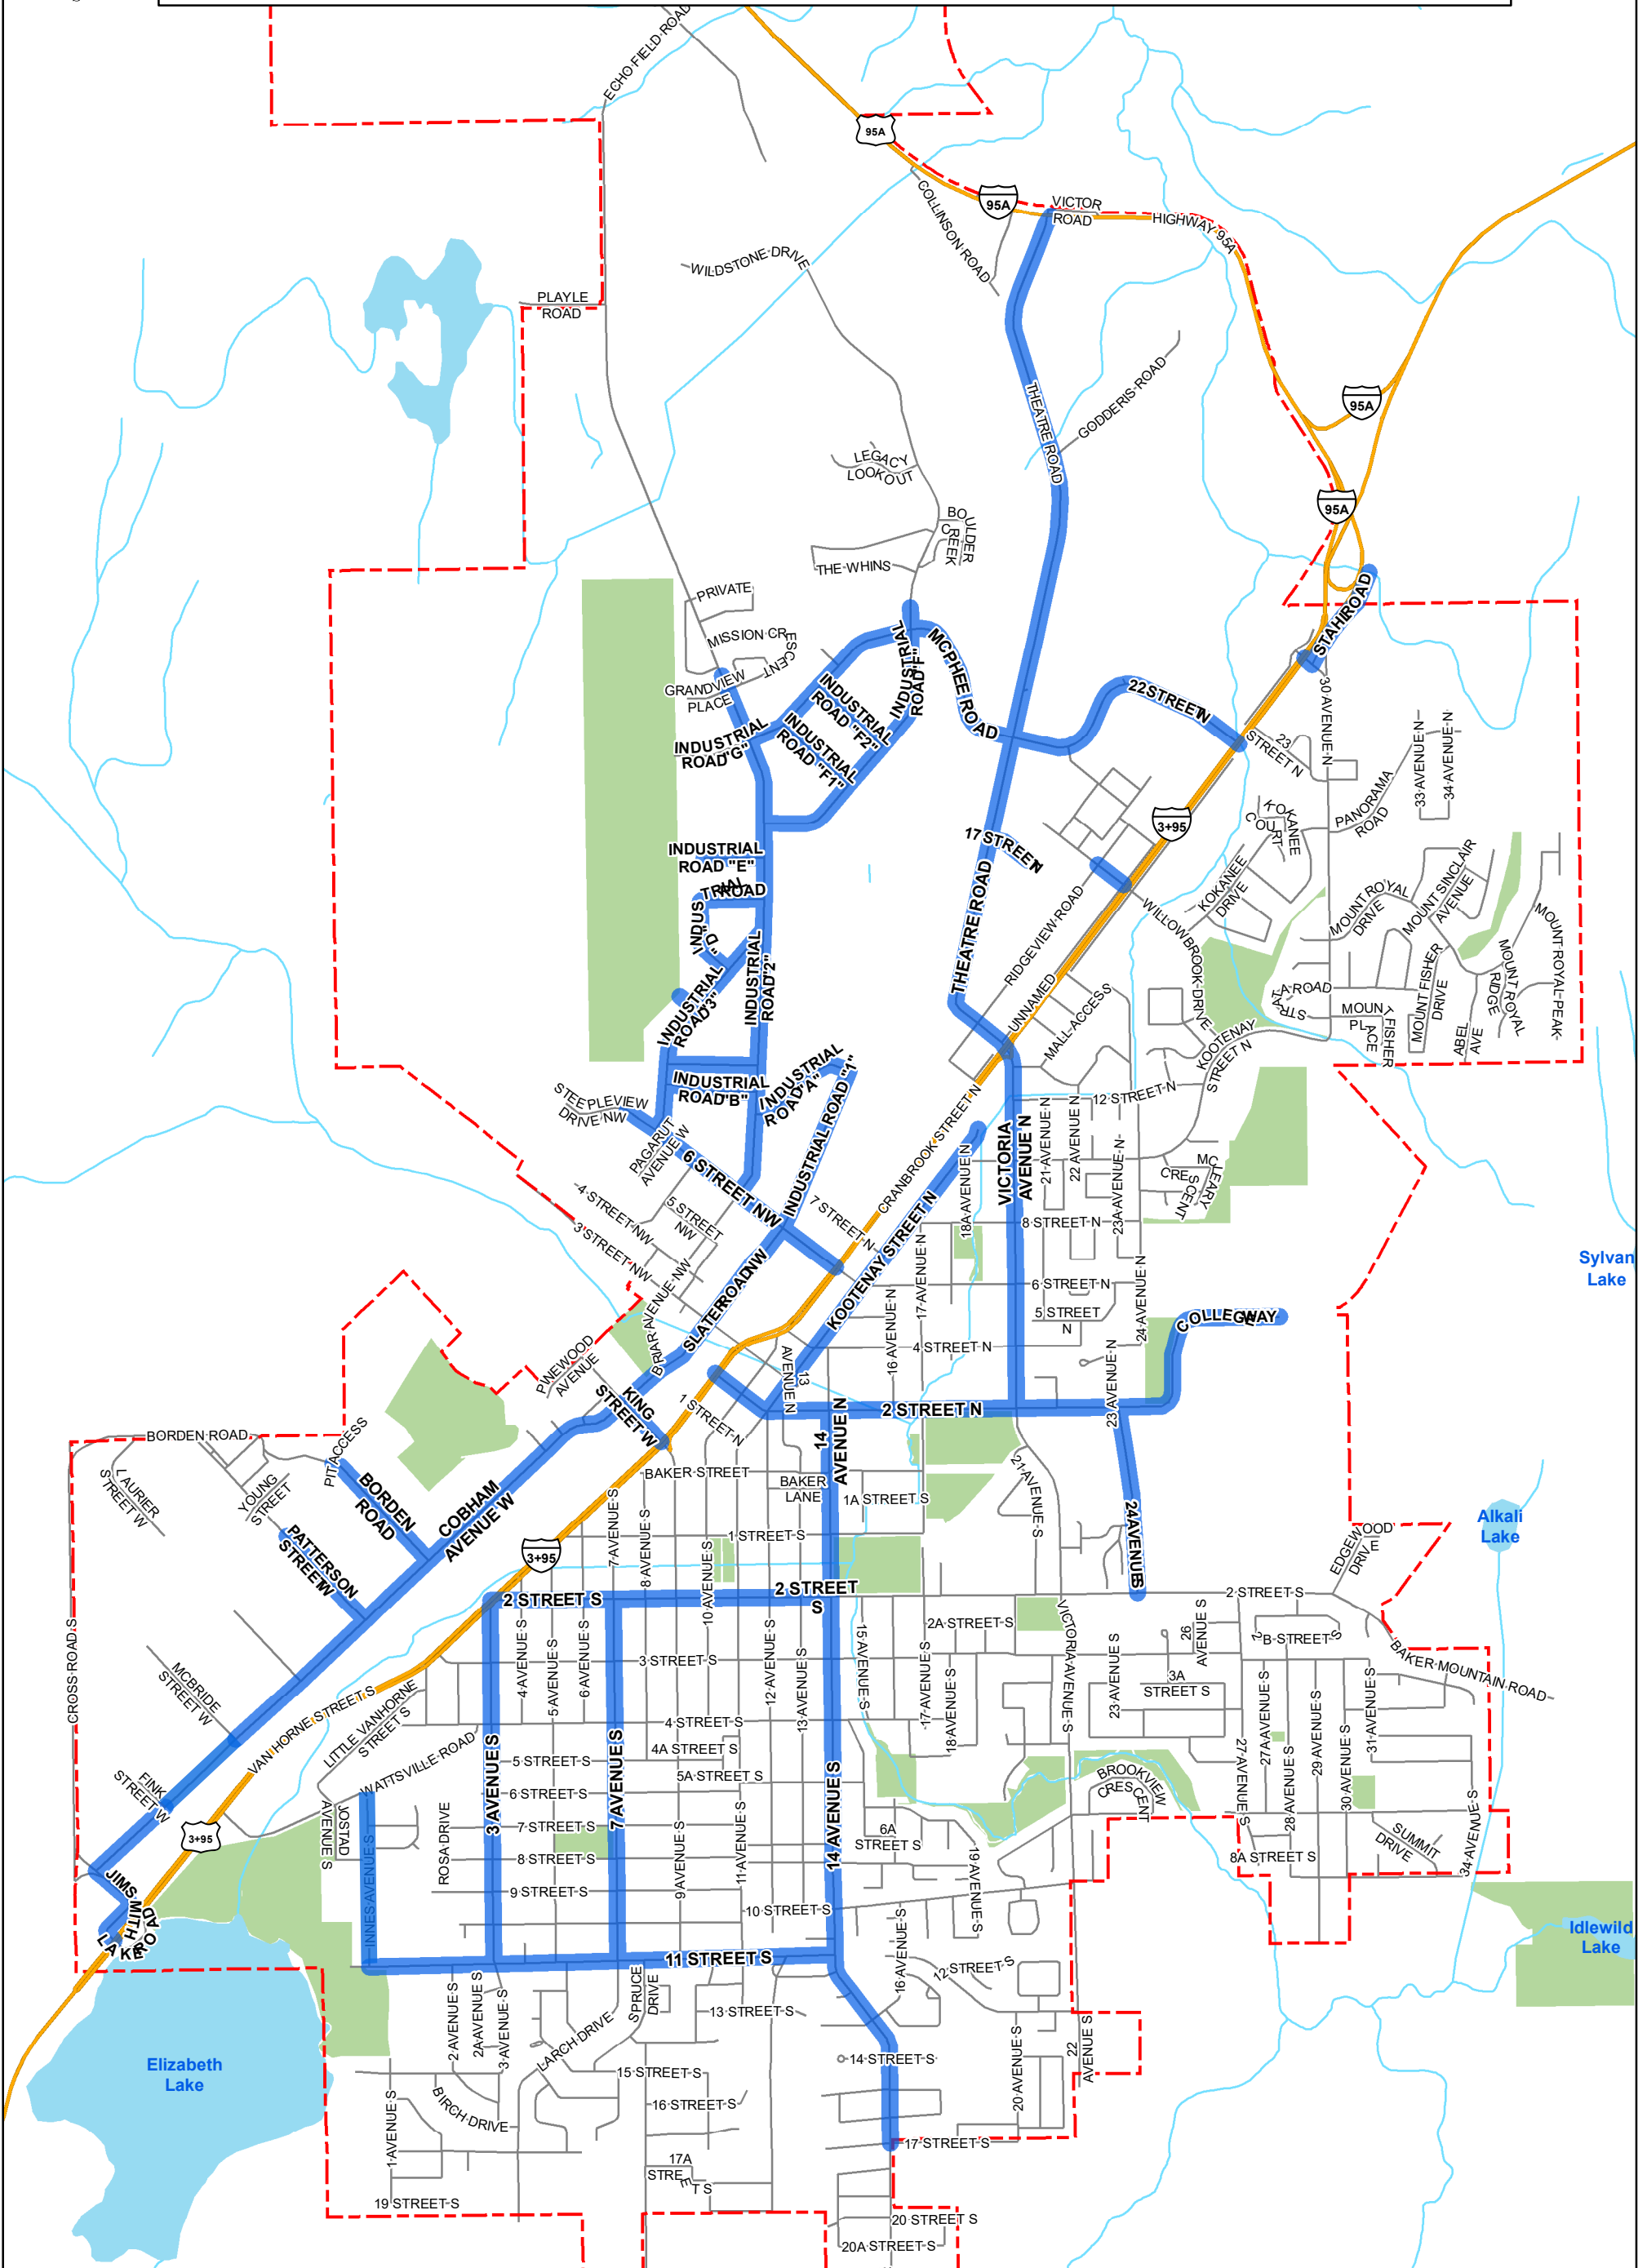 ECHO FIELD ROAD
95A
95A
VICTOR
ROAD
HIGHWAY 95A
COLLINSON ROAD
WILDSTONE DRIVE
PLAYLE
ROAD
THEATRE ROAD
GODDERIS ROAD
95A
LEGACY
LOOKOUT
95A
BOULDER
CREEK
THE WHINS
PRIVATE
STAHL ROAD
MISSION CRESCENT
INDUSTRIAL
ROAD "F"
MCPHEE ROAD
GRANDVIEW
PLACE
22 STREET N
30 AVENUE N
INDUSTRIAL
ROAD "F2"
INDUSTRIAL
ROAD "G"
INDUSTRIAL
ROAD "F1"
23
STREET N
33 AVENUE N
34 AVENUE N
PANORAMA
ROAD
KOKANEE
COURT
3+95
17 STREET N
INDUSTRIAL
ROAD "E"
INDUSTRIAL ROAD
"D"
KOKANEE
DRIVE
MOUNT ROYAL
DRIVE
MOUNT SINCLAIR
AVENUE
THEATRE ROAD
RIDGEVIEW ROAD
WILLOWBROOK DRIVE
MOUNT ROYAL PEAK
INDUSTRIAL
ROAD "2"
INDUSTRIAL
ROAD "3"
UNNAMED
MALL ACCESS
STARA ROAD
MOUNT FISHER
PLACE
MOUNT FISHER
DRIVE
ABEL
AVE
MOUNT ROYAL
RIDGE
KOOTENAY
STREET N
INDUSTRIAL
ROAD "B"
INDUSTRIAL
ROAD "A"
INDUSTRIAL ROAD "1"
STEEPLEVIEW
DRIVE NW
12 STREET N
PAGARUT
AVENUE W
6 STREET NW
CRANBROOK STREET N
18A AVENUE N
VICTORIA
AVENUE N
21 AVENUE N
22 AVENUE N
23A AVENUE N
MCLEARY
CRESCENT
4 STREET NW
5 STREET
NW
3 STREET NW
7 STREET N
KOOTENAY STREET N
17 AVENUE N
8 STREET N
Sylvan
Lake
BRIAR AVENUE NW
SLATER ROAD NW
16 AVENUE N
6 STREET N
5 STREET
N
24 AVENUE N
COLLEGE WAY
4 STREET N
PINEWOOD
AVENUE
KING
STREET W
13
AVENUE N
1 STREET N
2 STREET N
23 AVENUE N
14
AVENUE N
BORDEN ROAD
PIT ACCESS
LAURIER
STREET W
YOUNG
STREET
BORDEN
ROAD
COBHAM
AVENUE W
BAKER STREET
BAKER
LANE
1A STREET S
21 AVENUE S
PATTERSON
STREET W
3+95
7 AVENUE S
8 AVENUE S
1 STREET S
10 AVENUE S
24 AVENUE S
Alkali
Lake
EDGEWOOD
DRIVE
2 STREET S
2 STREET
S
2 STREET S
CROSS ROAD S
4 AVENUE S
5 AVENUE S
6 AVENUE S
12 AVENUE S
13 AVENUE S
15 AVENUE S
17 AVENUE S
18 AVENUE S
2A STREET S
VICTORIA AVENUE S
23 AVENUE S
26
AVENUE S
2B STREET S
BAKER MOUNTAIN ROAD
3 STREET S
3A
STREET S
MCBRIDE
STREET W
VAN HORNE STREET S
LITTLE VANHORNE
STREET S
4 STREET S
27 AVENUE S
27A AVENUE S
28 AVENUE S
29 AVENUE S
30 AVENUE S
31 AVENUE S
WATTSVILLE ROAD
3 AVENUE S
7 AVENUE S
4A STREET S
5 STREET S
5A STREET S
6 STREET S
14 AVENUE S
BROOKVIEW
CRESCENT
FINK
STREET W
3+95
JOSTAD
AVENUE S
INNES AVENUE S
ROSA DRIVE
7 STREET S
8 STREET S
9 STREET S
9 AVENUE S
11 AVENUE S
6A
STREET S
19 AVENUE S
8A STREET S
SUMMIT
DRIVE
34 AVENUE S
JIM SMITH
LAKE ROAD
10 STREET S
11 STREET S
16 AVENUE S
12 STREET S
Idlewild
Lake
2 AVENUE S
2A AVENUE S
3 AVENUE S
LARCH DRIVE
SPRUCE
DRIVE
13 STREET S
20 AVENUE S
22
AVENUE S
Elizabeth
Lake
1 AVENUE S
BIRCH DRIVE
14 STREET S
15 STREET S
16 STREET S
17 STREET S
17A
STREET S
19 STREET S
20 STREET S
20A STREET S